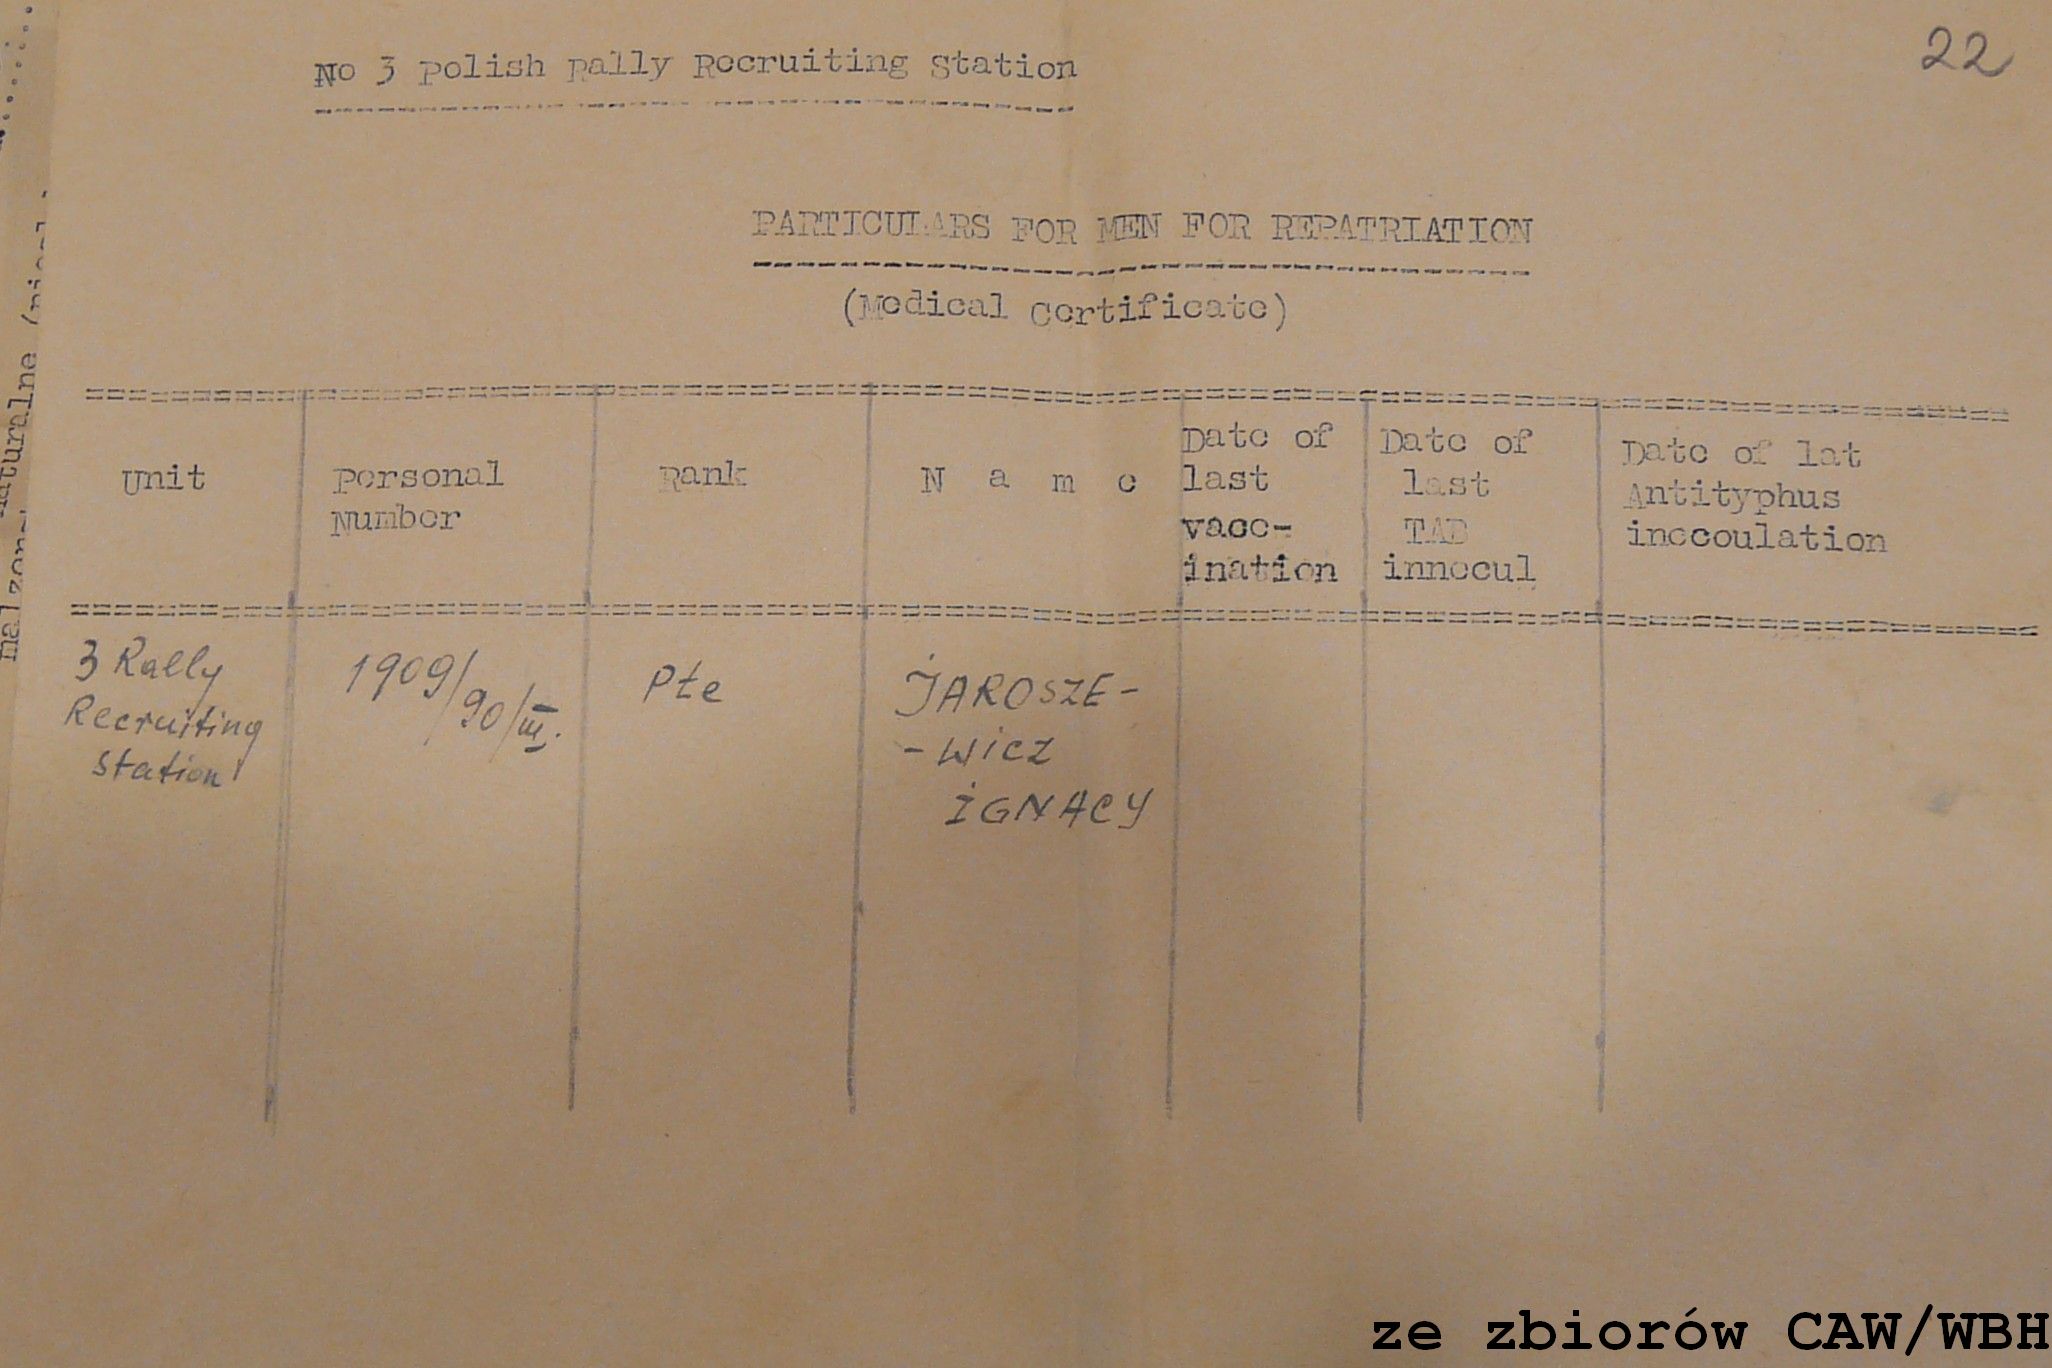 22
No 3 Polish Rally Recruiting Station
PARTICULARS FOR MEN FOR REPATRIATION
(Medical Certificate)
Unit
Personal
Number
Rank
N a m e
Date of
last
vacc-
ination
Date of
last
TAB
innocul
Date of lat
Antityphus
inocoulation
3 Rally
Recruiting
Station
1909/90/III.
Pte
JAROSZE-
-WICZ
IGNACY
naturalne
ze zbiorów CAW/WBH